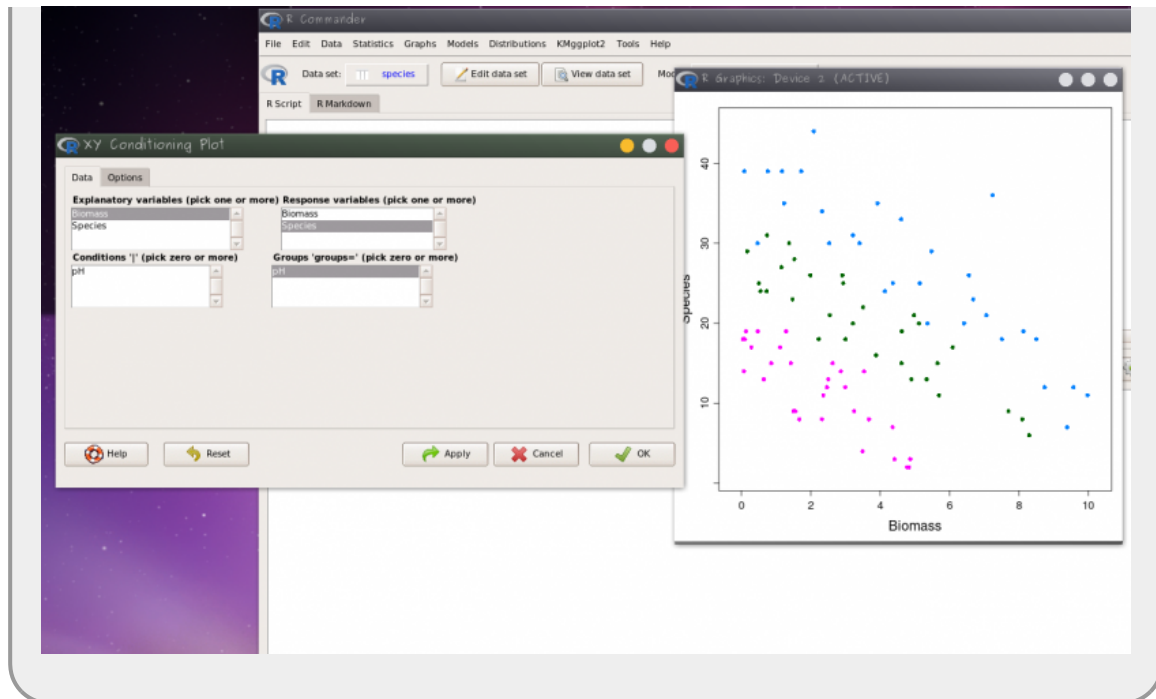 R Commander
File Edit Data Statistics Graphs Models Distributions KMggplot2 Tools Help
R Data set: species Edit data set View data set
R Script R Markdown
XY Conditioning Plot
Data Options
Explanatory variables (pick one or more) Response variables (pick one or more)
Biomass Biomass
Species Species
Conditions '|' (pick zero or more) Groups 'groups=' (pick zero or more)
pH pH
Help Reset Apply Cancel OK
R Graphics: Device 2 (ACTIVE)
40
30
20
10
Species
0 2 4 6 8 10
Biomass